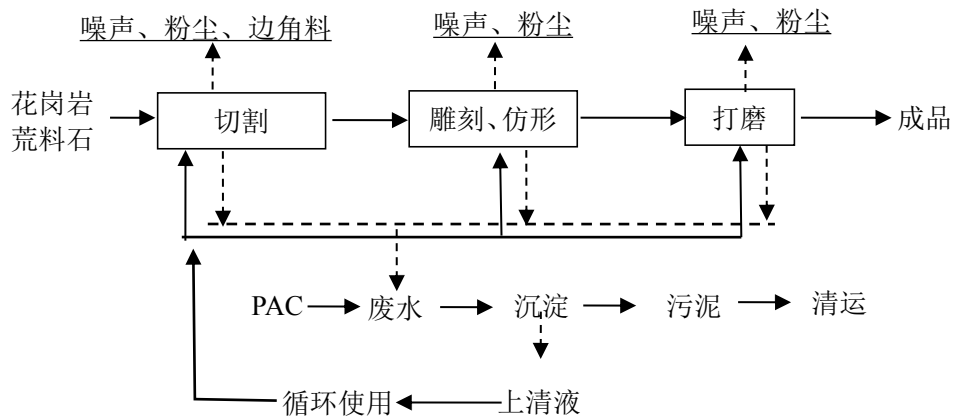 噪声、粉尘、边角料
噪声、粉尘
噪声、粉尘
花岗岩
荒料石
切割
雕刻、仿形
打磨
成品
PAC
废水
沉淀
污泥
清运
循环使用
上清液